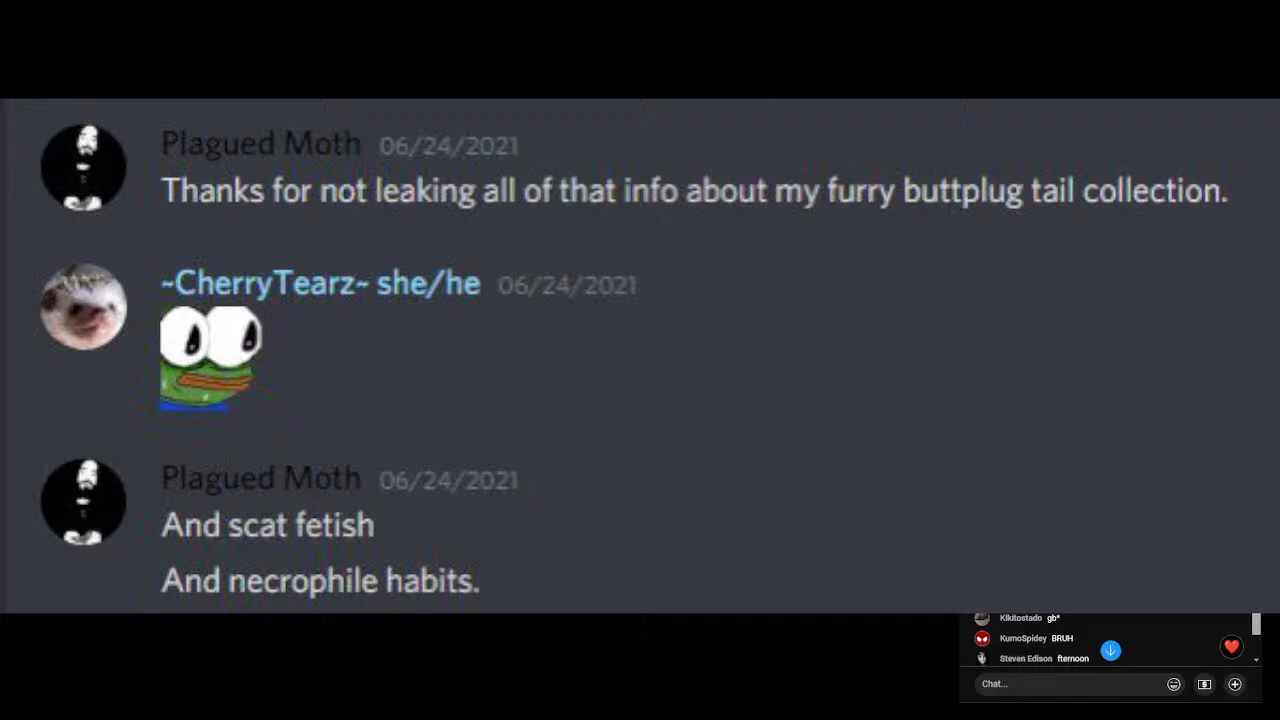 Plagued Moth 06/24/2021
Thanks for not leaking all of that info about my furry buttplug tail collection.
~CherryTearz~ she/he 06/24/2021
Plagued Moth 06/24/2021
And scat fetish
And necrophile habits.
Kikitostado gb*
KumoSpidey BRUH
Steven Edison fternoon
Chat...